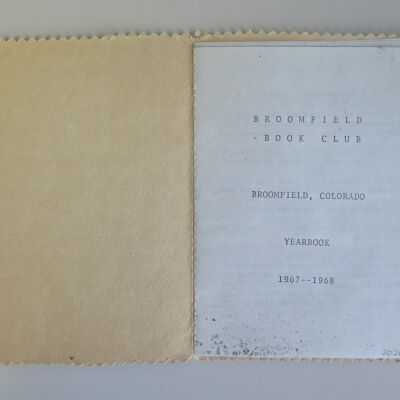 BROOMFIELD
BOOK CLUB
BROOMFIELD, COLORADO
YEARBOOK
1967--1968